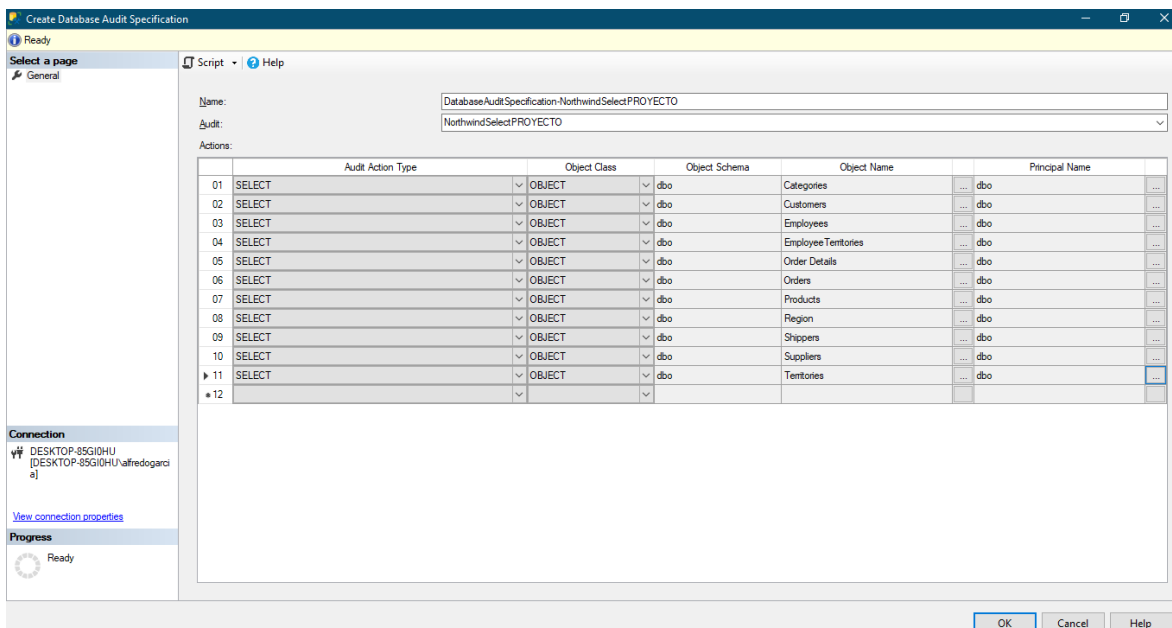 Create Database Audit Specification
Ready
Select a page
General
Script
Help
Name:
DatabaseAuditSpecification-NorthwindSelectPROYECTO
Audit:
NorthwindSelectPROYECTO
Actions:
Audit Action Type Object Class Object Schema Object Name Principal Name
01 SELECT OBJECT dbo Categories ... dbo ...
02 SELECT OBJECT dbo Customers ... dbo ...
03 SELECT OBJECT dbo Employees ... dbo ...
04 SELECT OBJECT dbo EmployeeTerritories ... dbo ...
05 SELECT OBJECT dbo Order Details ... dbo ...
06 SELECT OBJECT dbo Orders ... dbo ...
07 SELECT OBJECT dbo Products ... dbo ...
08 SELECT OBJECT dbo Region ... dbo ...
09 SELECT OBJECT dbo Shippers ... dbo ...
10 SELECT OBJECT dbo Suppliers ... dbo ...
11 SELECT OBJECT dbo Territories ... dbo ...
12
Connection
DESKTOP-85GI0HU
[DESKTOP-85GI0HU\alfredogarci
a]
View connection properties
Progress
Ready
OK Cancel Help